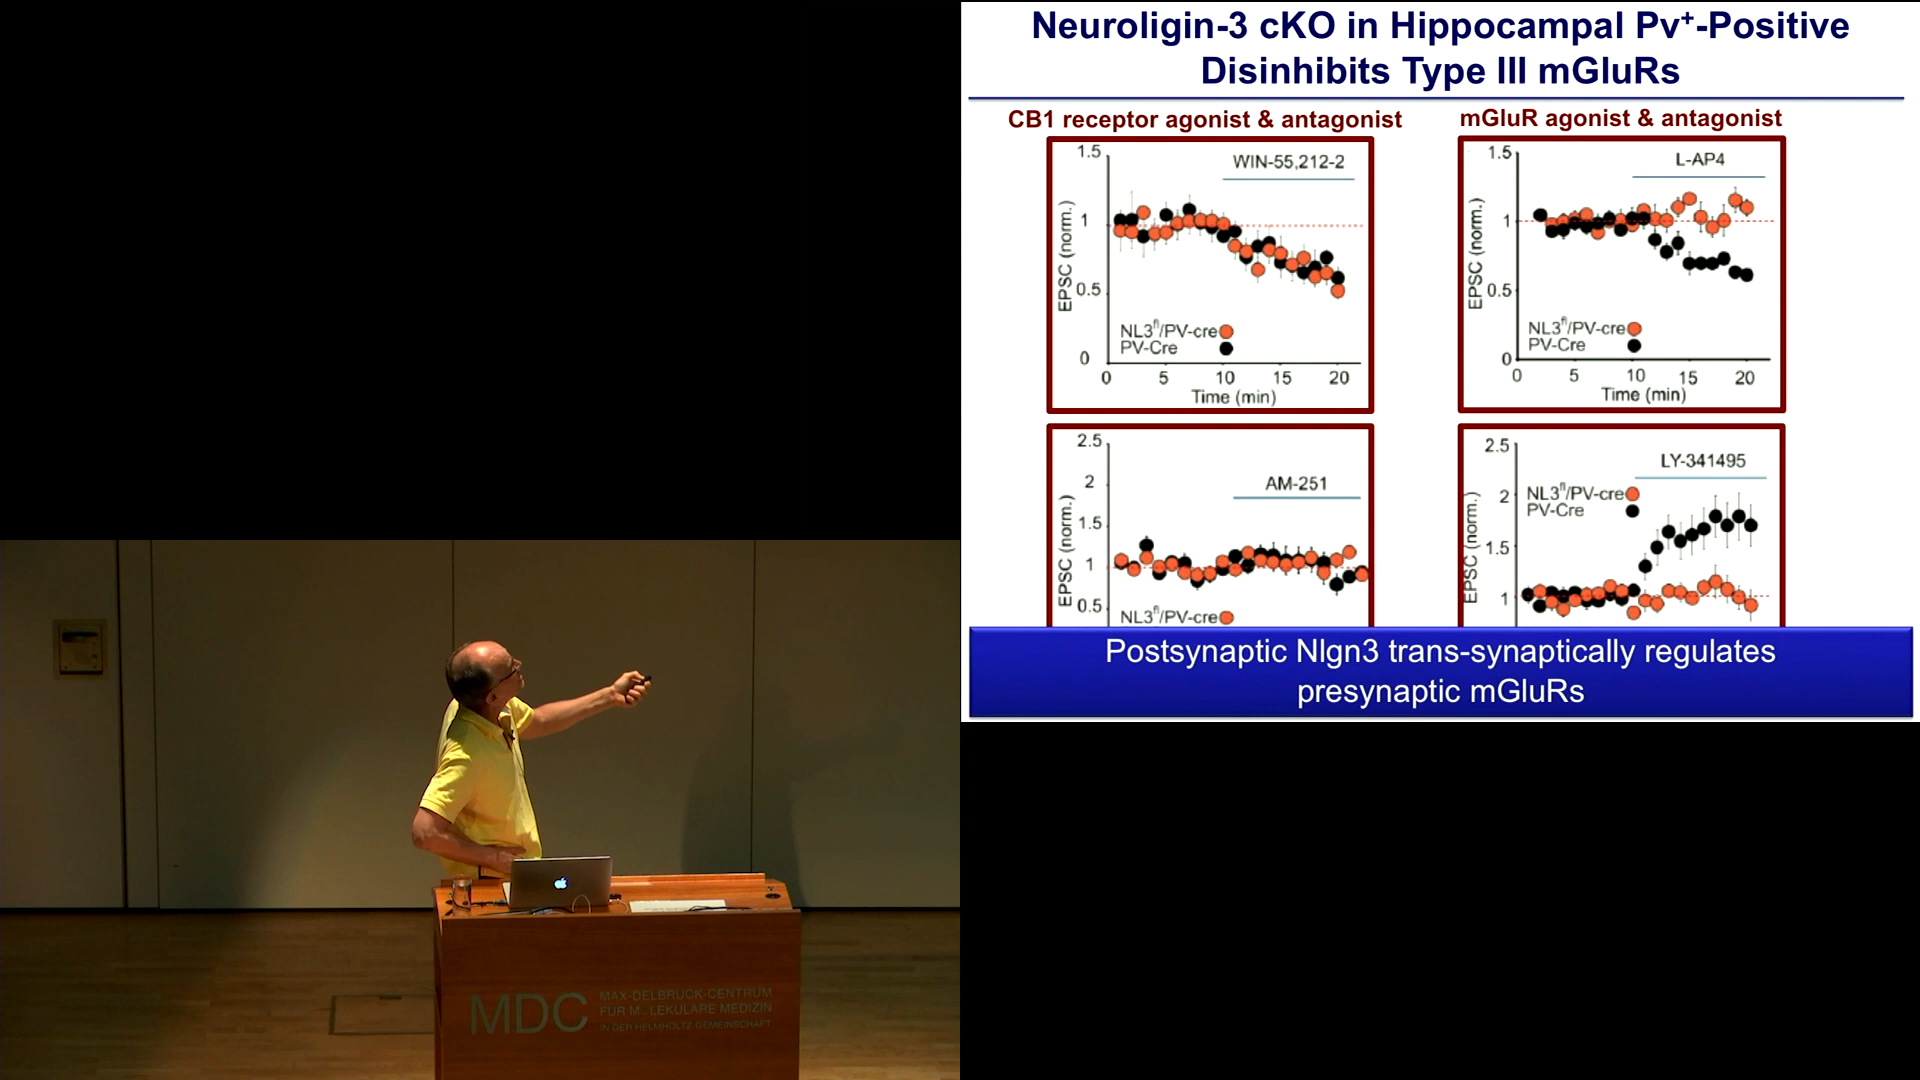 Neuroligin-3 cKO in Hippocampal Pv+-Positive
Disinhibits Type III mGluRs
CB1 receptor agonist & antagonist
mGluR agonist & antagonist
1.5
WIN-55,212-2
1
EPSC (norm.)
0.5
NL3fl/PV-cre
PV-Cre
0
0 5 10 15 20
Time (min)
1.5
L-AP4
1
EPSC (norm.)
0.5
NL3fl/PV-cre
PV-Cre
0
0 5 10 15 20
Time (min)
2.5
AM-251
2
1.5
EPSC (norm.)
1
0.5
NL3fl/PV-cre
2.5
LY-341495
2
NL3fl/PV-cre
PV-Cre
1.5
EPSC (norm.)
1
Postsynaptic Nlgn3 trans-synaptically regulates
presynaptic mGluRs
MDC
MAX-DELBRÜCK-CENTRUM
FÜR M LEKULARE MEDIZIN
IN DER HELMHOLTZ-GEMEINSCHAFT